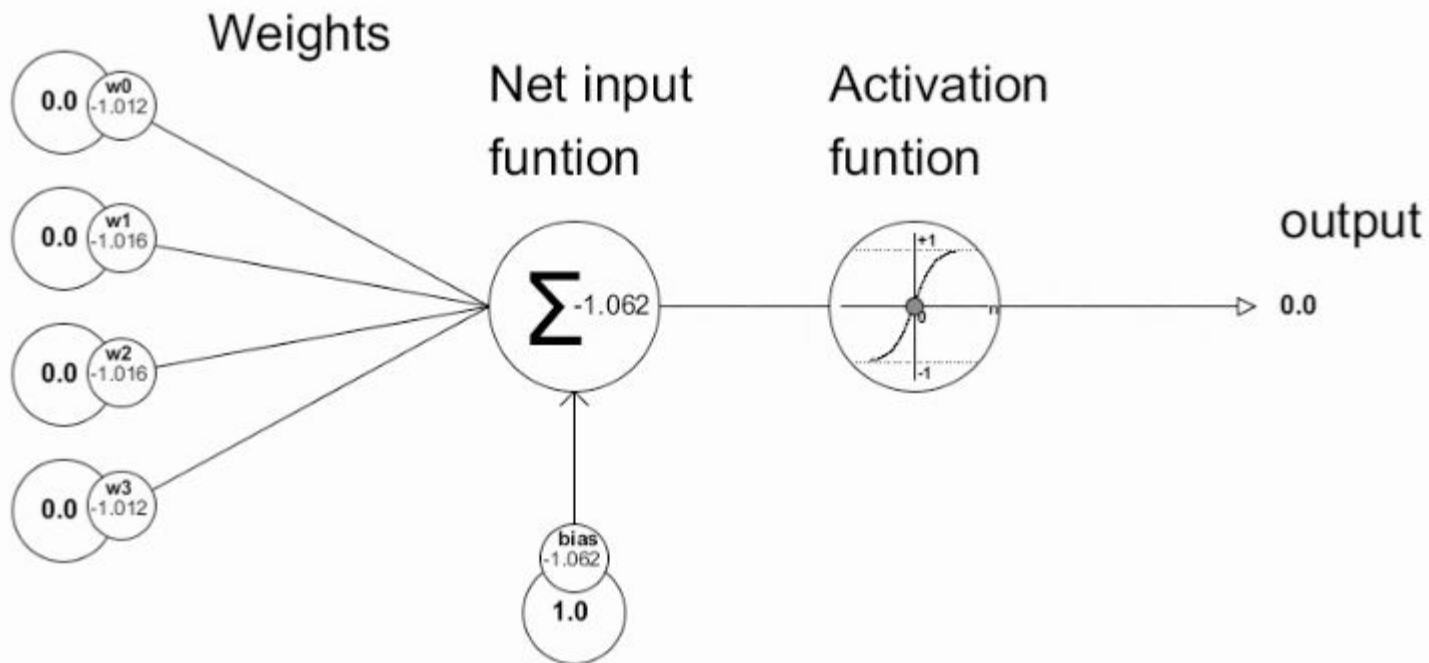 Weights
Net input
funtion
Activation
funtion
output
0.0
w0
-1.012
0.0
w1
-1.016
0.0
w2
-1.016
0.0
w3
-1.012
∑ -1.062
+1
0
n
-1
0.0
bias
-1.062
1.0